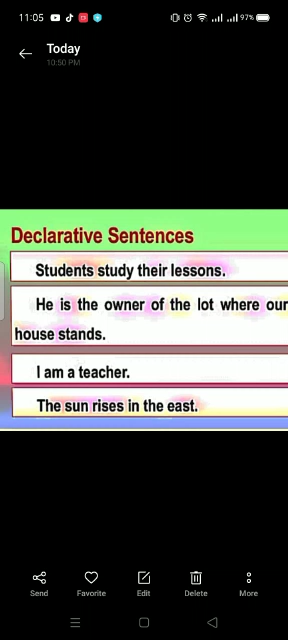 11:05
97%
Today
10:50 PM
Declarative Sentences
Students study their lessons.
He is the owner of the lot where our
house stands.
I am a teacher.
The sun rises in the east.
Send Favorite Edit Delete More